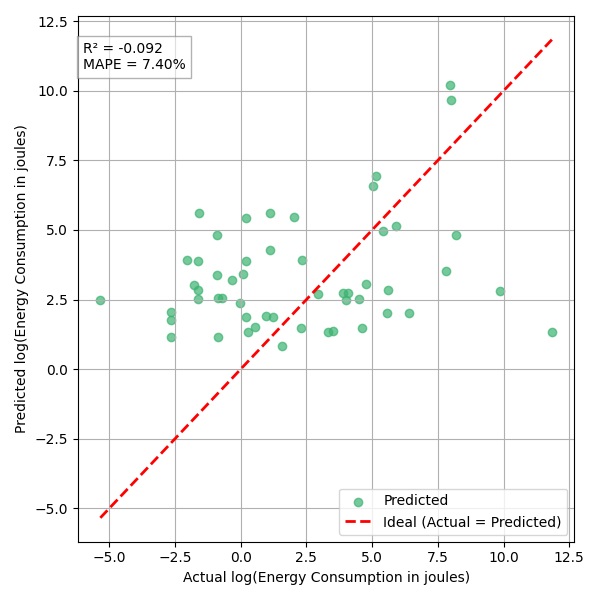 R² = -0.092
MAPE = 7.40%
12.5
10.0
7.5
5.0
2.5
0.0
−2.5
−5.0
Predicted log(Energy Consumption in joules)
Predicted
Ideal (Actual = Predicted)
−5.0 −2.5 0.0 2.5 5.0 7.5 10.0 12.5
Actual log(Energy Consumption in joules)